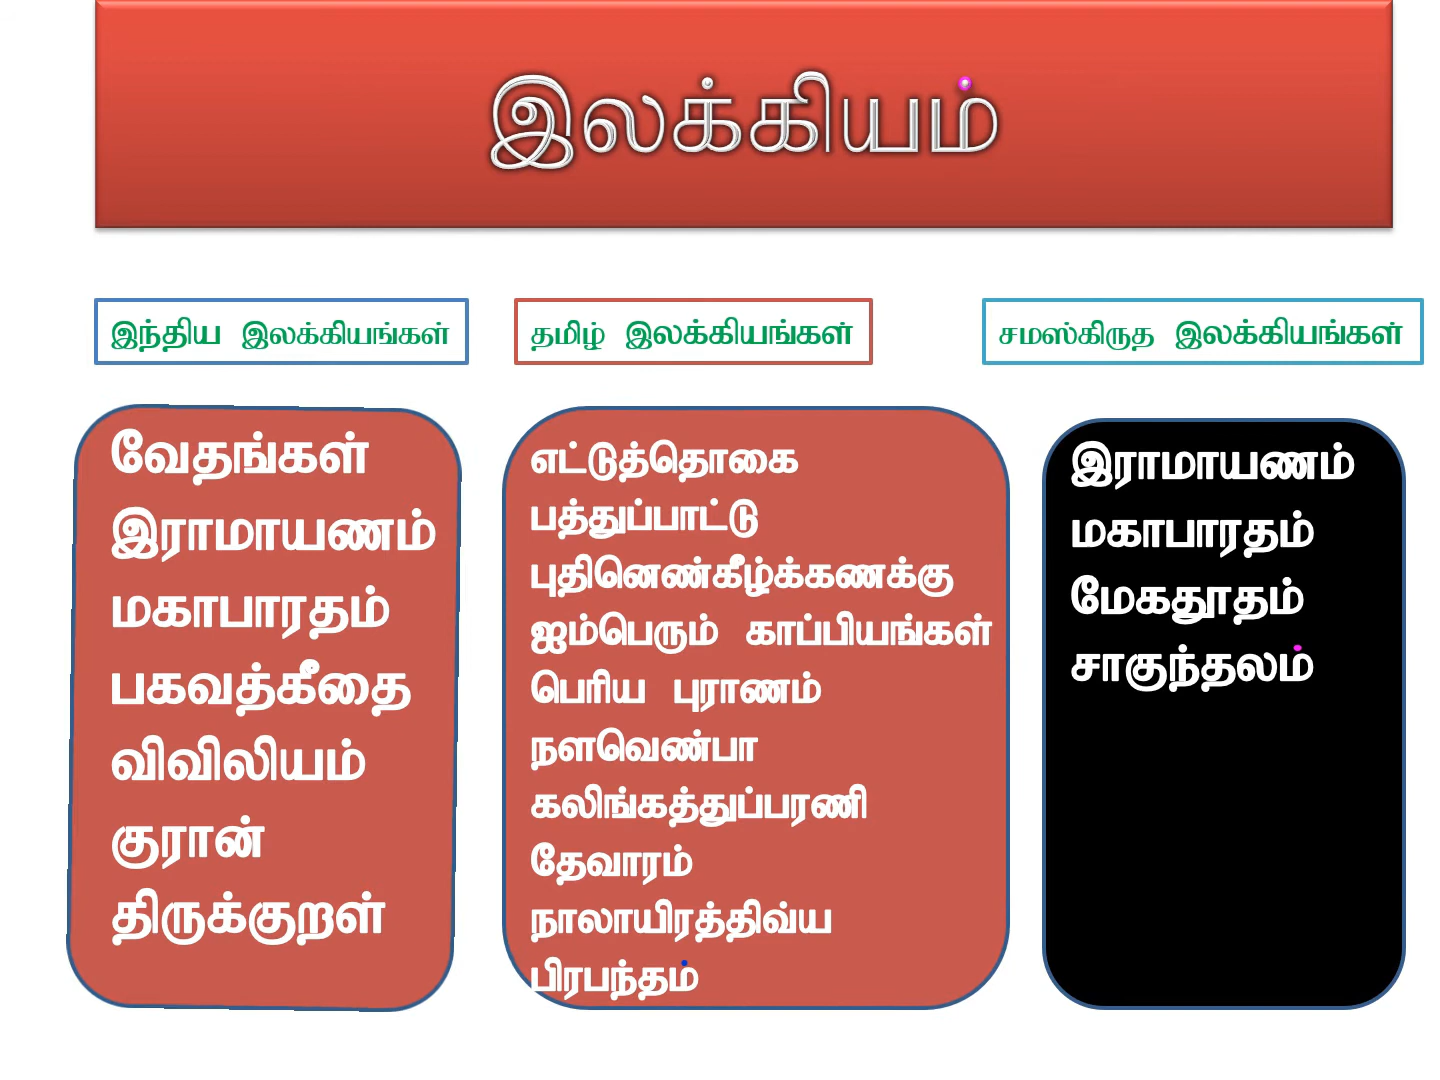 இலக்கியம்
இந்திய இலக்கியங்கள்
வேதங்கள்
இராமாயணம்
மகாபாரதம்
பகவத்கீதை
விவிலியம்
குரான்
திருக்குறள்
தமிழ் இலக்கியங்கள்
எட்டுத்தொகை
பத்துப்பாட்டு
புதினெண்கீழ்க்கணக்கு
ஐம்பெரும் காப்பியங்கள்
பெரிய புராணம்
நளவெண்பா
கலிங்கத்துப்பரணி
தேவாரம்
நாலாயிரத்திவ்ய
பிரபந்தம்
சமஸ்கிருத இலக்கியங்கள்
இராமாயணம்
மகாபாரதம்
மேகதூதம்
சாகுந்தலம்